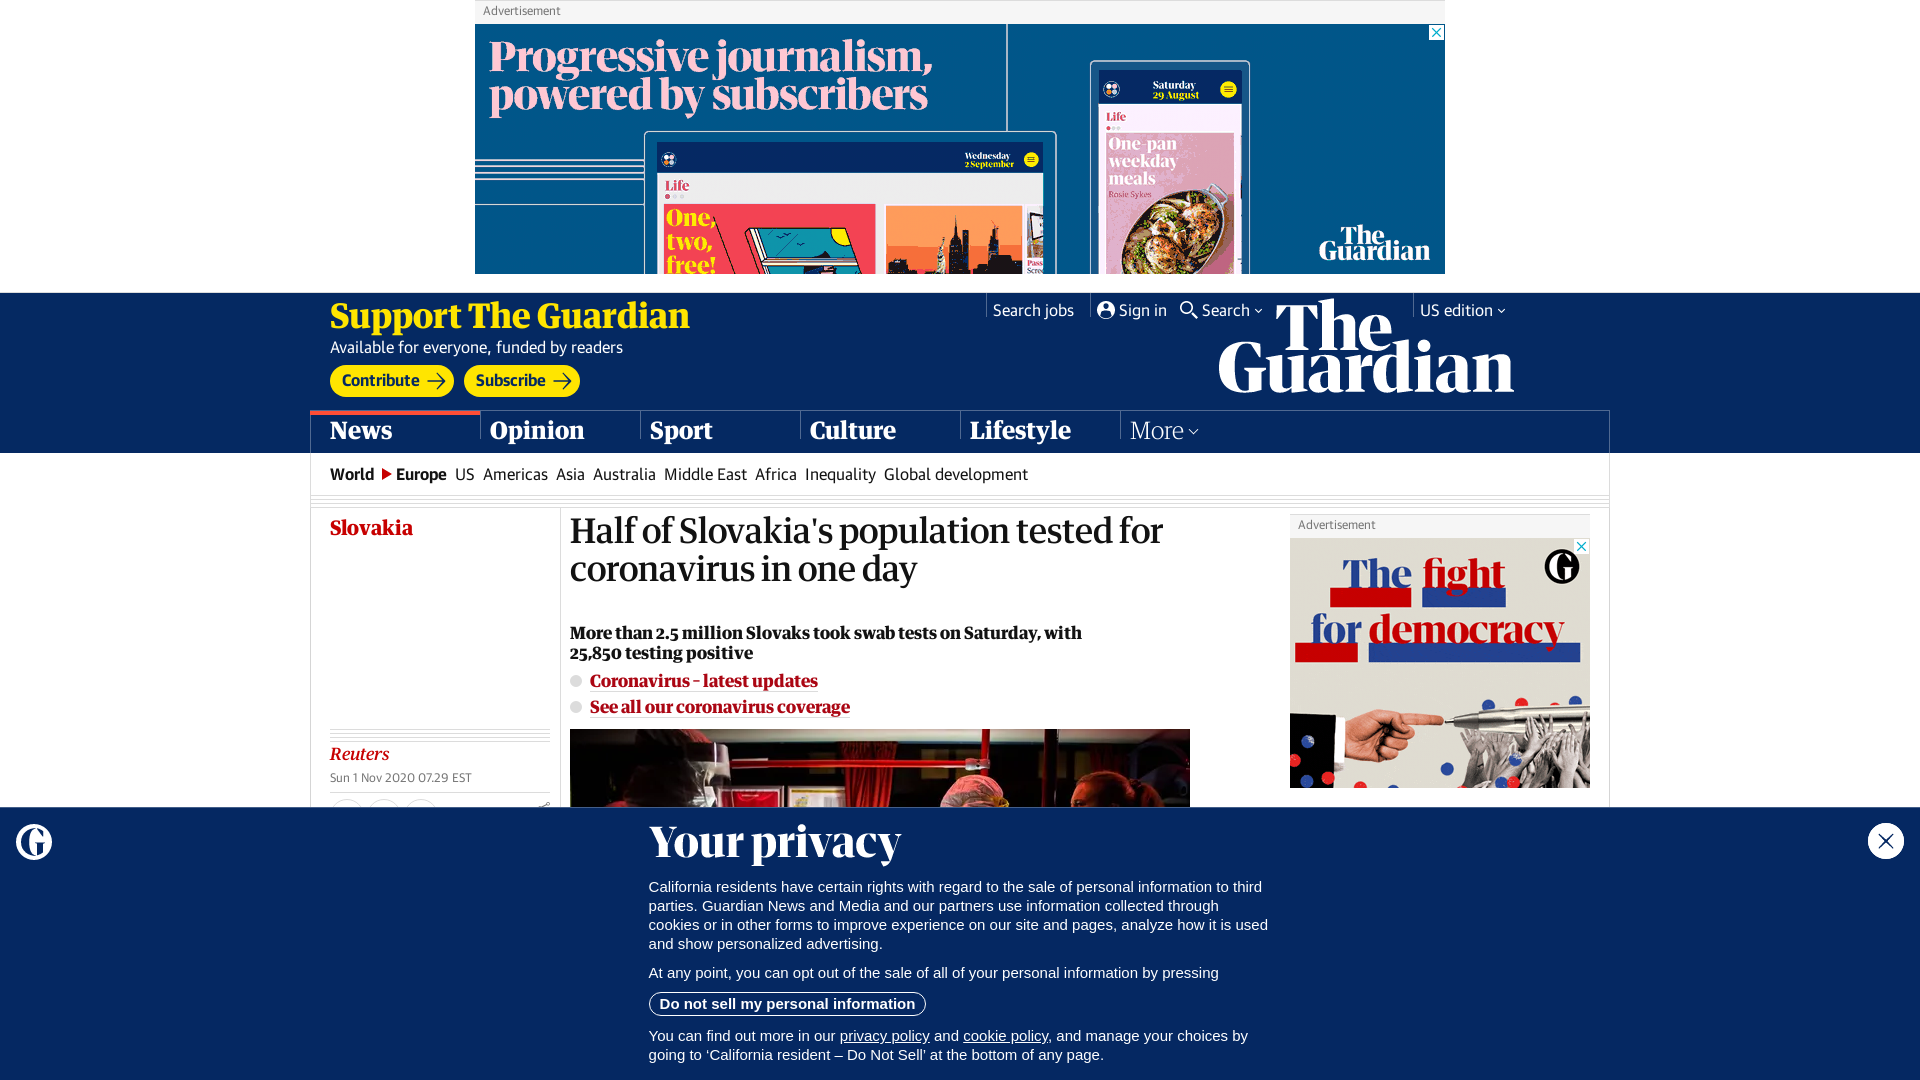 Advertisement
Progressive journalism,
powered by subscribers
Saturday
29 August
Life
One-pan
weekday
meals
Rosie Sykes
Wednesday
2 September
Life
One,
two,
free!
The
Guardian
Support The Guardian
Available for everyone, funded by readers
Contribute
Subscribe
Search jobs
Sign in
Search
US edition
The
Guardian
News
Opinion
Sport
Culture
Lifestyle
More
World
Europe
US
Americas
Asia
Australia
Middle East
Africa
Inequality
Global development
Slovakia
Half of Slovakia's population tested for
coronavirus in one day
More than 2.5 million Slovaks took swab tests on Saturday, with
25,850 testing positive
Coronavirus – latest updates
See all our coronavirus coverage
Reuters
Sun 1 Nov 2020 07.29 EST
Advertisement
The fight
for democracy
Your privacy
California residents have certain rights with regard to the sale of personal information to third
parties. Guardian News and Media and our partners use information collected through
cookies or in other forms to improve experience on our site and pages, analyze how it is used
and show personalized advertising.
At any point, you can opt out of the sale of all of your personal information by pressing
Do not sell my personal information
You can find out more in our privacy policy and cookie policy, and manage your choices by
going to ‘California resident – Do Not Sell’ at the bottom of any page.